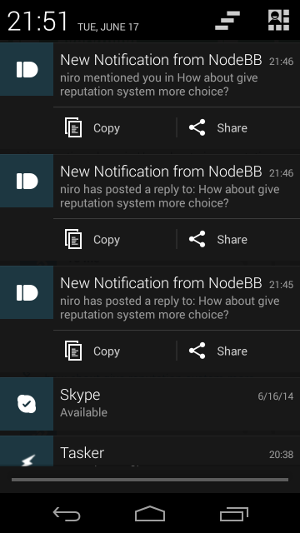 21:51 TUE, JUNE 17
New Notification from NodeBB 21:46
niro mentioned you in How about give
reputation system more choice?
Copy Share
New Notification from NodeBB 21:46
niro has posted a reply to: How about give
reputation system more choice?
Copy Share
New Notification from NodeBB 21:45
niro has posted a reply to: How about give
reputation system more choice?
Copy Share
Skype 6/16/14
Available
Tasker 20:38